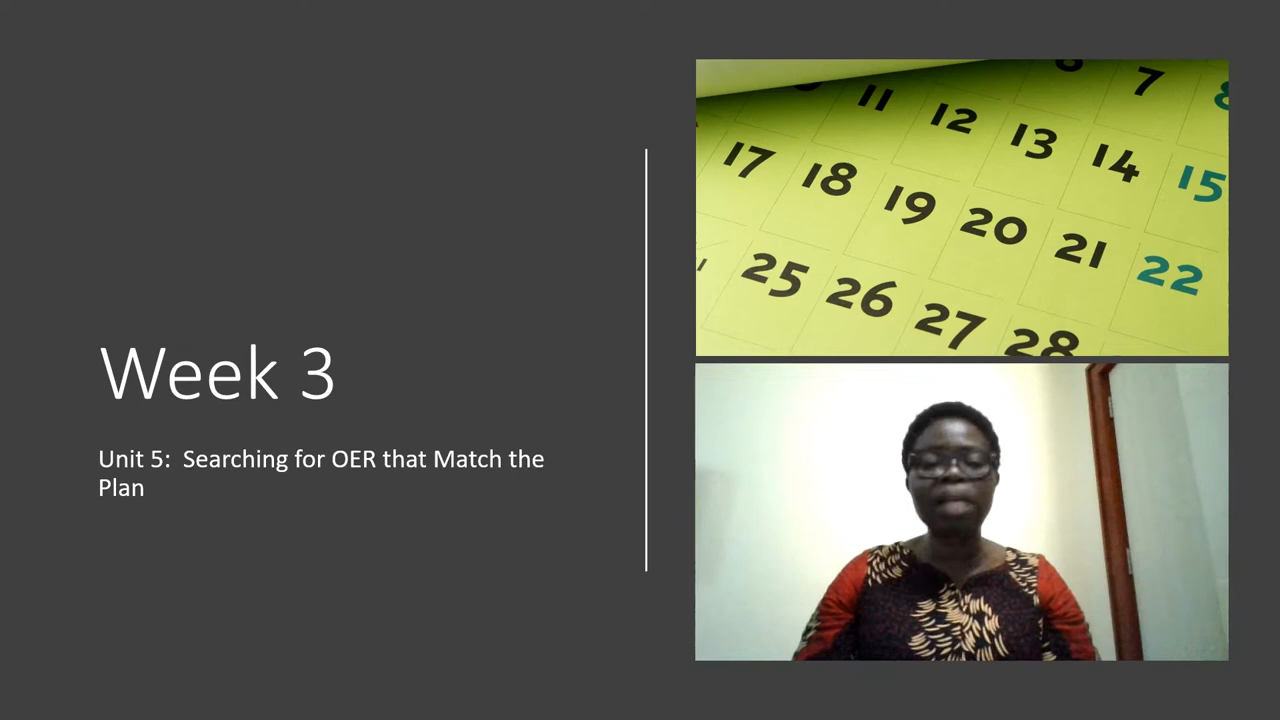 Week 3
Unit 5:  Searching for OER that Match the
Plan
7
11 12 13 14 15
17 18 19 20 21 22
25 26 27 28